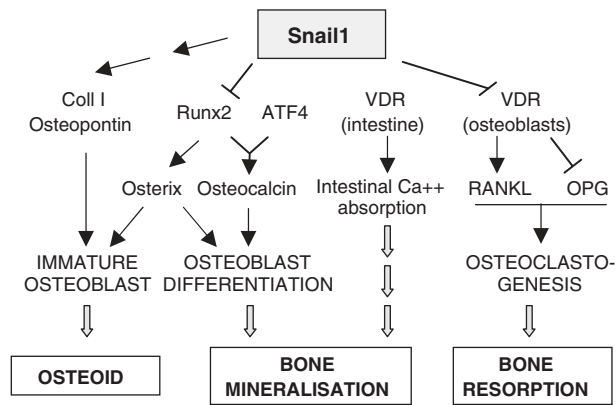 Snail1
Coll I
Osteopontin
Runx2
ATF4
VDR
(intestine)
VDR
(osteoblasts)
Osterix
Osteocalcin
Intestinal Ca++
absorption
RANKL
OPG
IMMATURE
OSTEOBLAST
OSTEOBLAST
DIFFERENTIATION
OSTEOCLASTO-
GENESIS
OSTEOID
BONE
MINERALISATION
BONE
RESORPTION